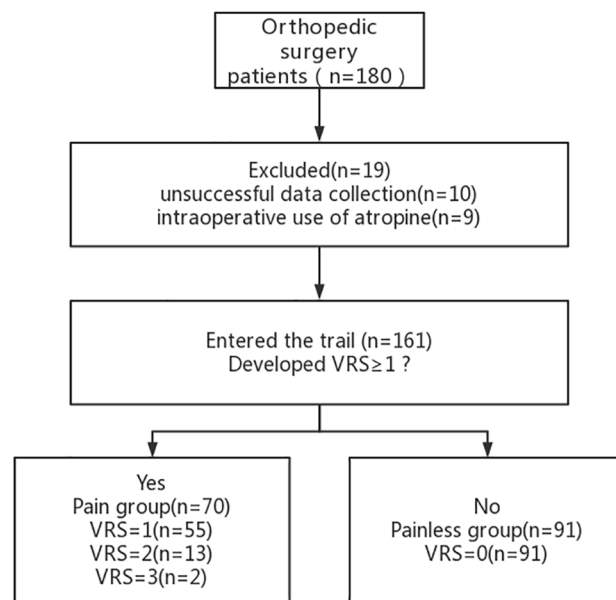 Orthopedic
surgery
patients ( n=180 )
Excluded(n=19)
unsuccessful data collection(n=10)
intraoperative use of atropine(n=9)
Entered the trail (n=161)
Developed VRS≥1 ?
Yes
Pain group(n=70)
VRS=1(n=55)
VRS=2(n=13)
VRS=3(n=2)
No
Painless group(n=91)
VRS=0(n=91)